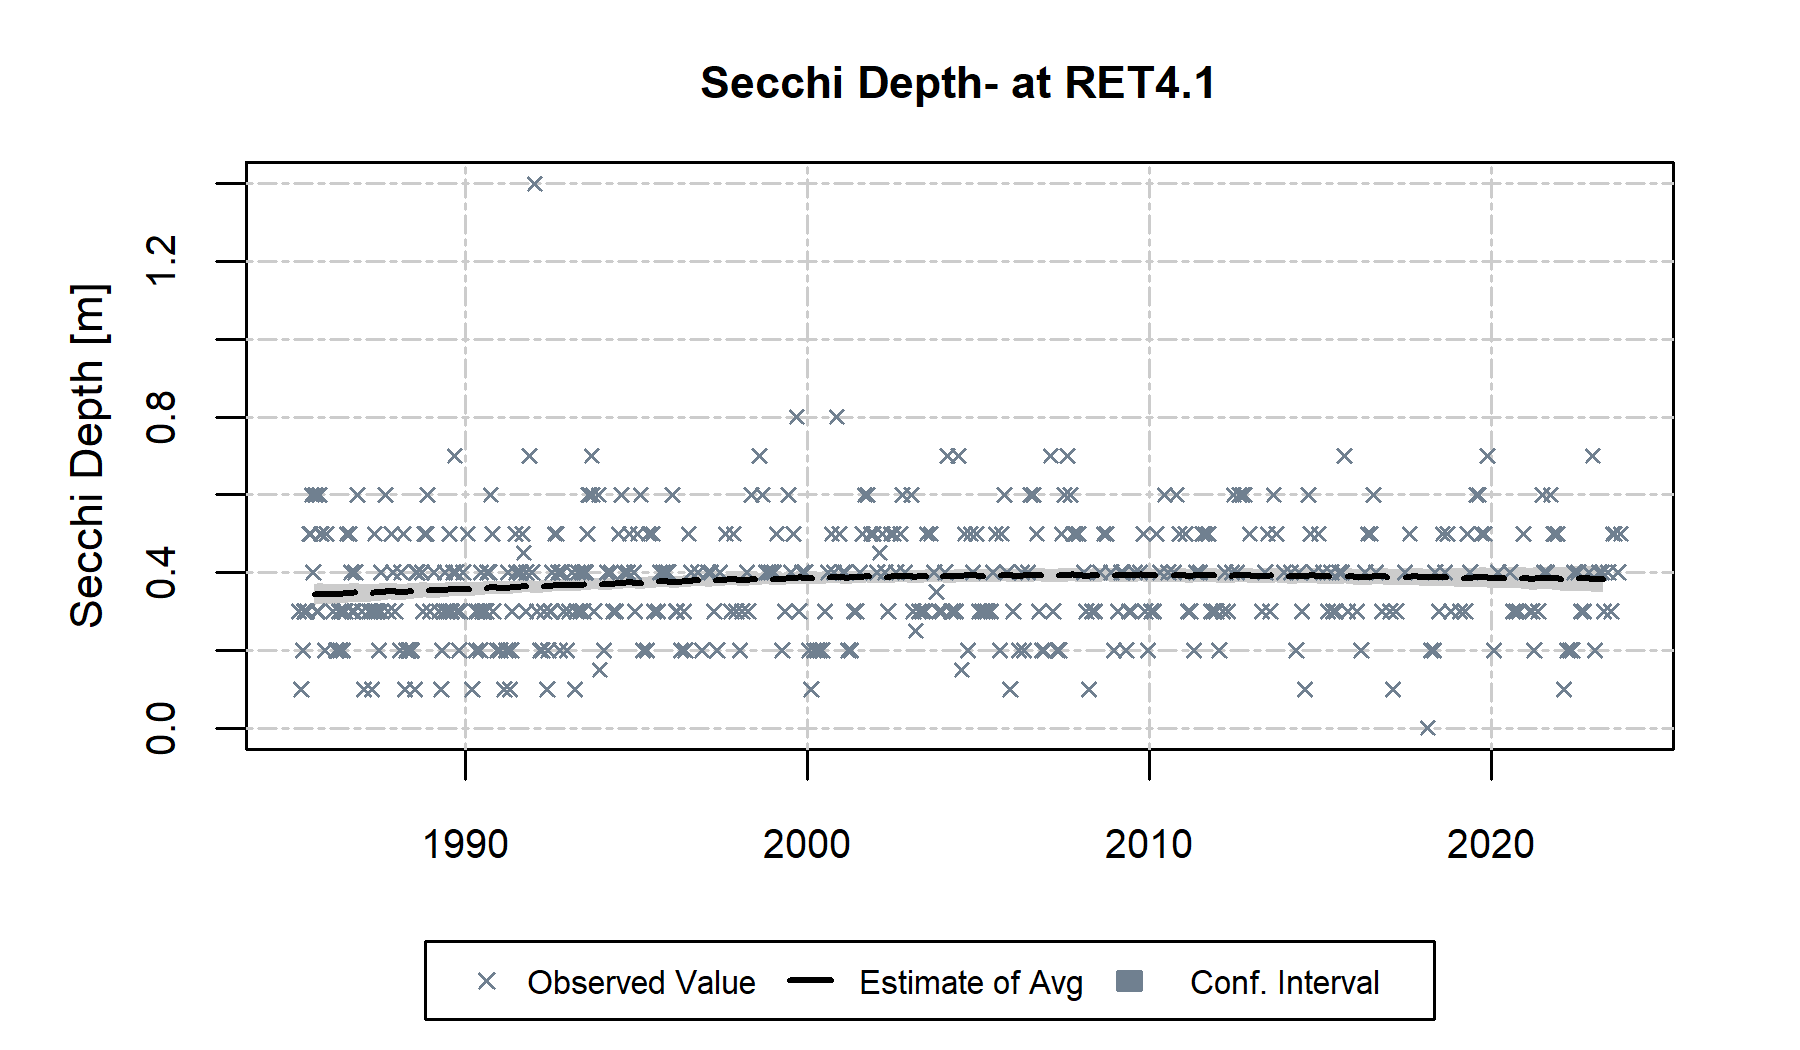 Secchi Depth- at RET4.1
Secchi Depth [m]
1.2
0.8
0.4
0.0
1990 2000 2010 2020
Observed Value Estimate of Avg Conf. Interval